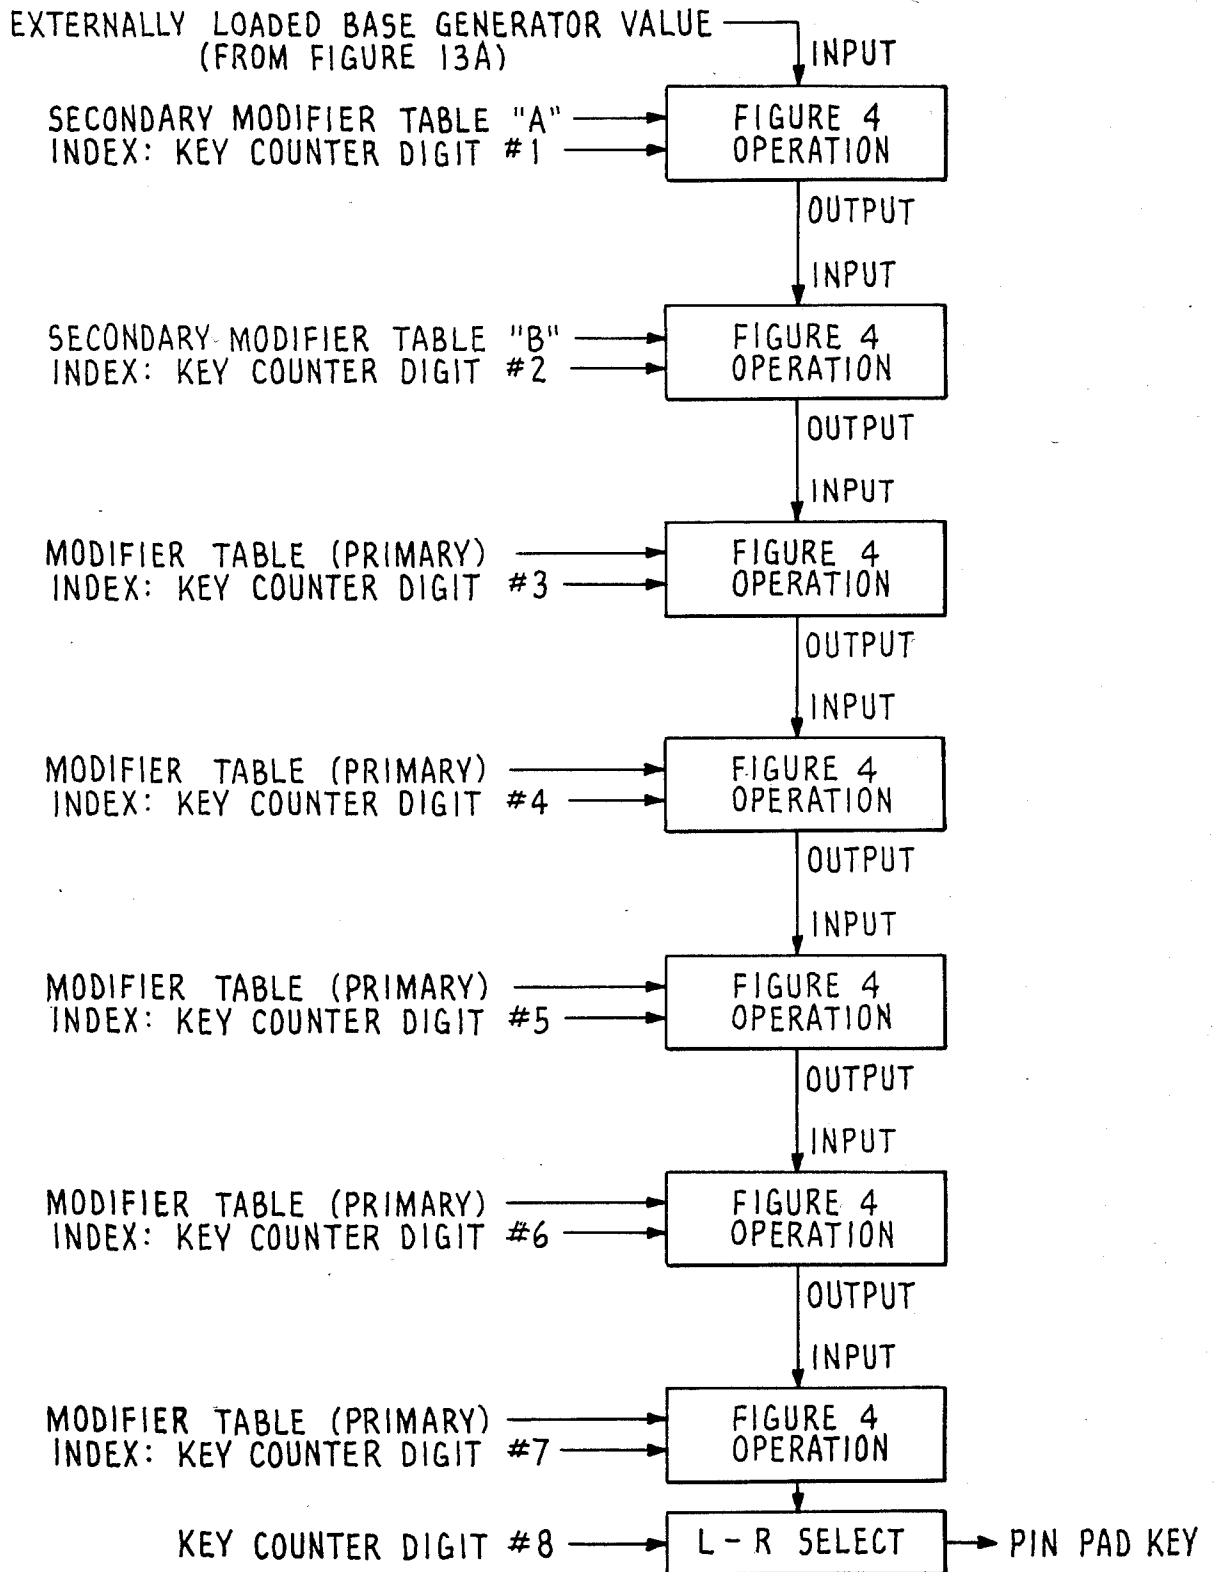 EXTERNALLY LOADED BASE GENERATOR VALUE
(FROM FIGURE 13A)
INPUT
SECONDARY MODIFIER TABLE "A"
INDEX: KEY COUNTER DIGIT #1
FIGURE 4
OPERATION
OUTPUT
INPUT
SECONDARY MODIFIER TABLE "B"
INDEX: KEY COUNTER DIGIT #2
FIGURE 4
OPERATION
OUTPUT
INPUT
MODIFIER TABLE (PRIMARY)
INDEX: KEY COUNTER DIGIT #3
FIGURE 4
OPERATION
OUTPUT
INPUT
MODIFIER TABLE (PRIMARY)
INDEX: KEY COUNTER DIGIT #4
FIGURE 4
OPERATION
OUTPUT
INPUT
MODIFIER TABLE (PRIMARY)
INDEX: KEY COUNTER DIGIT #5
FIGURE 4
OPERATION
OUTPUT
INPUT
MODIFIER TABLE (PRIMARY)
INDEX: KEY COUNTER DIGIT #6
FIGURE 4
OPERATION
OUTPUT
INPUT
MODIFIER TABLE (PRIMARY)
INDEX: KEY COUNTER DIGIT #7
FIGURE 4
OPERATION
KEY COUNTER DIGIT #8
L-R SELECT
PIN PAD KEY